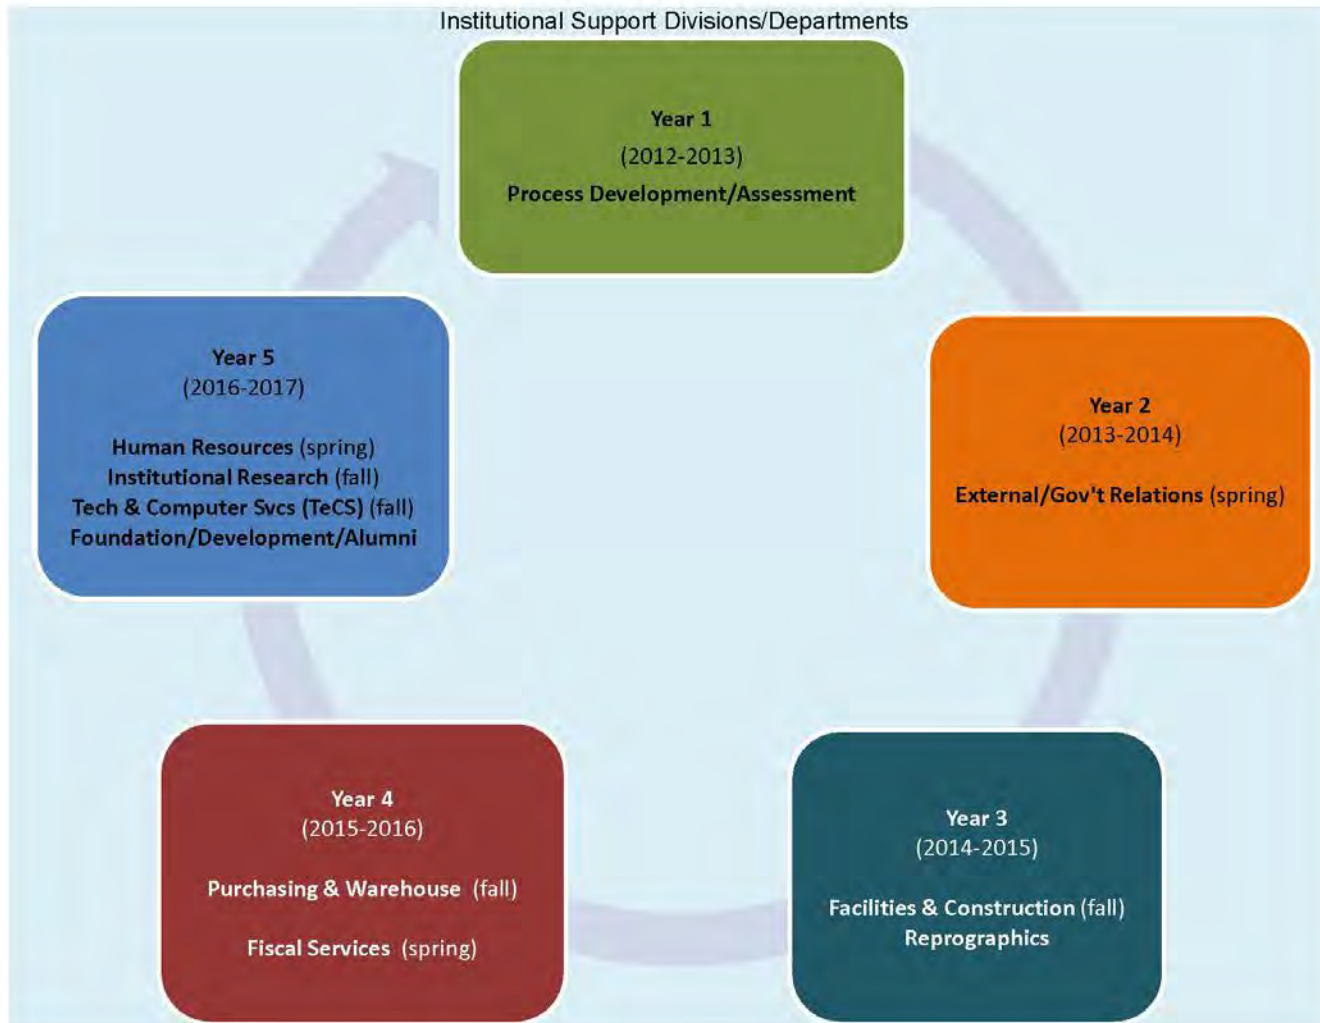 Institutional Support Divisions/Departments
Year 1
(2012-2013)
Process Development/Assessment
Year 2
(2013-2014)
External/Gov't Relations (spring)
Year 3
(2014-2015)
Facilities & Construction (fall)
Reprographics
Year 4
(2015-2016)
Purchasing & Warehouse (fall)
Fiscal Services (spring)
Year 5
(2016-2017)
Human Resources (spring)
Institutional Research (fall)
Tech & Computer Svcs (TeCS) (fall)
Foundation/Development/Alumni